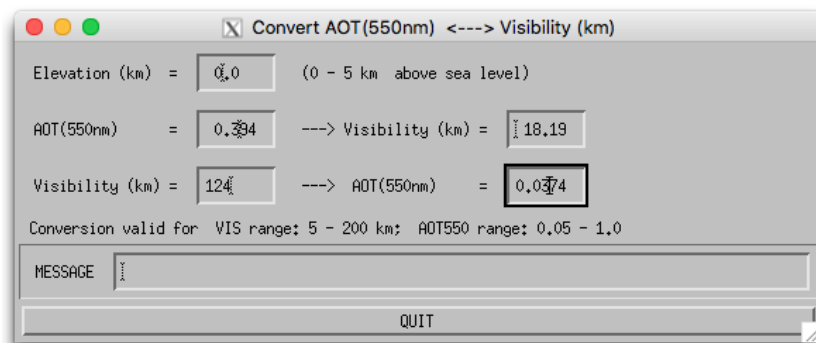 Convert AOT(550nm) <---> Visibility (km)
Elevation (km) = 0.0 (0 - 5 km above sea level)
AOT(550nm) = 0.394 ---> Visibility (km) = 18.19
Visibility (km) = 124 ---> AOT(550nm) = 0.0374
Conversion valid for VIS range: 5 - 200 km; AOT550 range: 0.05 - 1.0
MESSAGE
QUIT